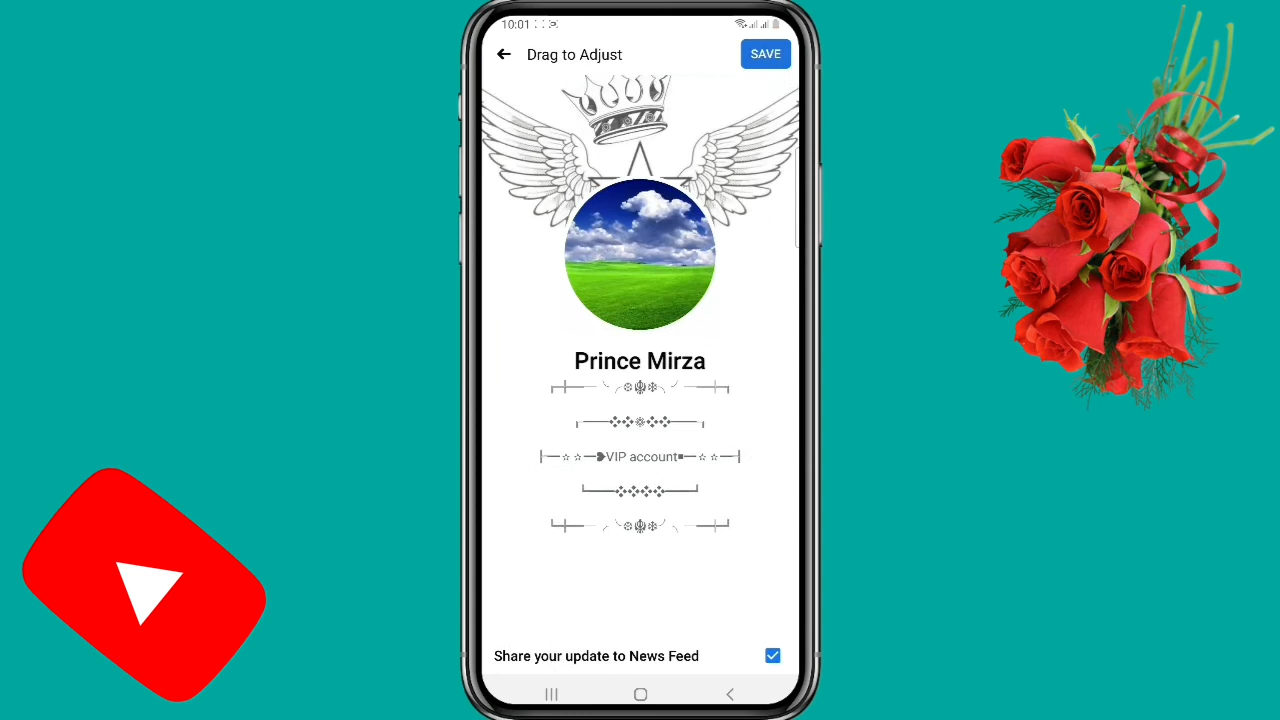 10:01
Drag to Adjust
SAVE
Prince Mirza
┌─┼── ╰╭❆☬❆╮╯ ──┼─┐
┌───❖❖※❖❖───┐
├─☆☆─❥VIP account▪─☆☆─┤
└───❖❖❖❖───┘
└─┼── ╭╰❆☬❆╯╮ ──┼─┘
Share your update to News Feed